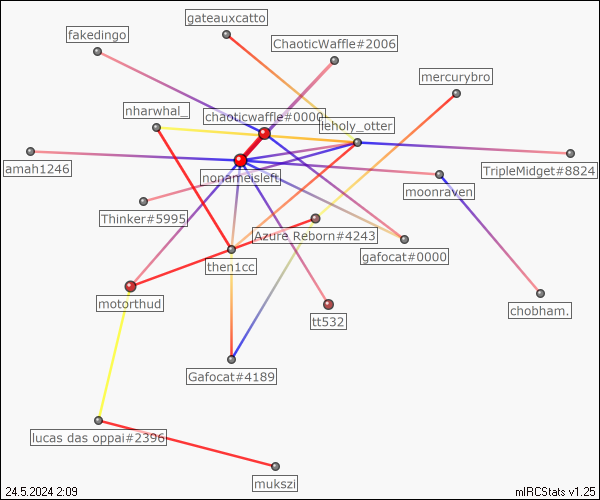 gateauxcatto
fakedingo
ChaoticWaffle#2006
mercurybro
nharwhal_
chaoticwaffle#0000
leholy_otter
amah1246
TripleMidget#8824
nonameisleft
moonraven
Thinker#5995
Azure Reborn#4243
gafocat#0000
then1cc
motorthud
chobham.
tt532
Gafocat#4189
lucas das oppai#2396
mukszi
24.5.2024 2:09
mIRCStats v1.25